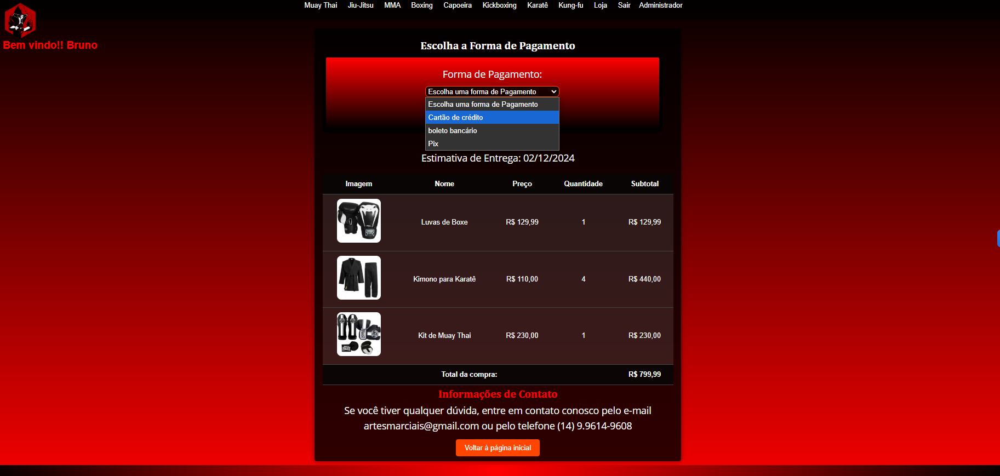 Muay Thai Jiu-Jitsu MMA Boxing Capoeira Kickboxing Karatê Kung-fu Loja Sair Administrador
Bem vindo!! Bruno
Escolha a Forma de Pagamento
Forma de Pagamento:
Escolha uma forma de Pagamento
Escolha uma forma de Pagamento
Cartão de crédito
boleto bancário
Pix
Estimativa de Entrega: 02/12/2024
Imagem Nome Preço Quantidade Subtotal
Luvas de Boxe R$ 129,99 1 R$ 129,99
Kimono para Karatê R$ 110,00 4 R$ 440,00
Kit de Muay Thai R$ 230,00 1 R$ 230,00
Total da compra: R$ 799,99
Informações de Contato
Se você tiver qualquer dúvida, entre em contato conosco pelo e-mail
artesmarciais@gmail.com ou pelo telefone (14) 9.9614-9608
Voltar à página inicial